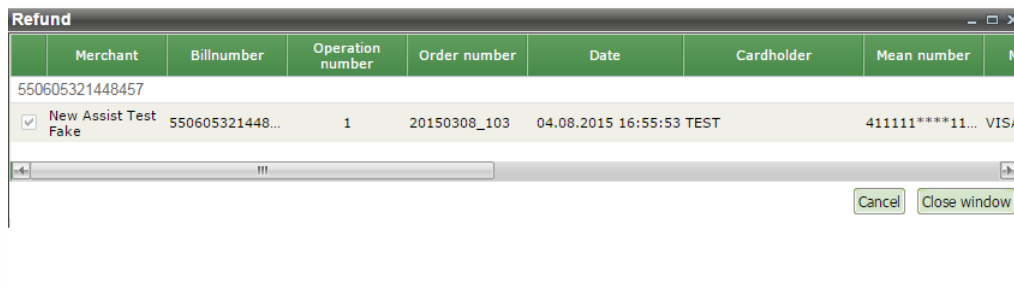 Refund
Merchant Billnumber Operation number Order number Date Cardholder Mean number
550605321448457
New Assist Test Fake 550605321448... 1 20150308_103 04.08.2015 16:55:53 TEST 411111****11... VISA
Cancel Close window